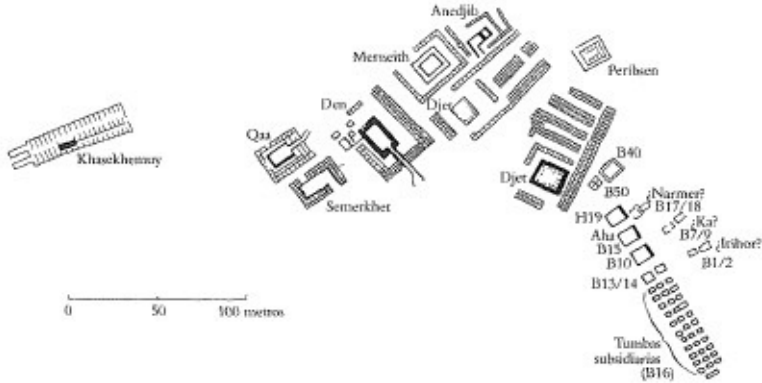 Anedjib
Merneith
Peribsen
Den
Djet
Qaa
Khasekhemuy
B40
Djet
B50
¿Narmer?
B17/18
Semerkhet
H19
¿Ka?
B7/9
Aha
B15
¿Irihor?
B1/2
B10
B13/14
0 50 100 metros
Tumbas
subsidiarias
(B16)